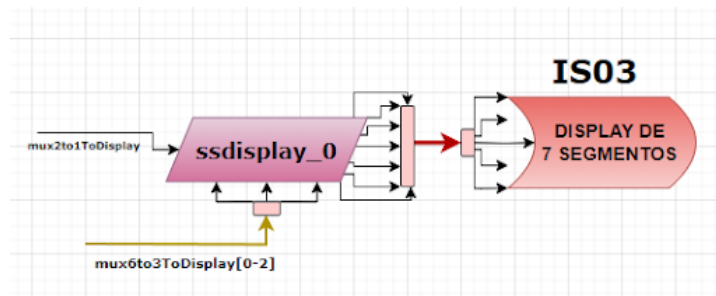 IS03
mux2to1ToDisplay
ssdisplay_0
DISPLAY DE
7 SEGMENTOS
mux6to3ToDisplay[0-2]